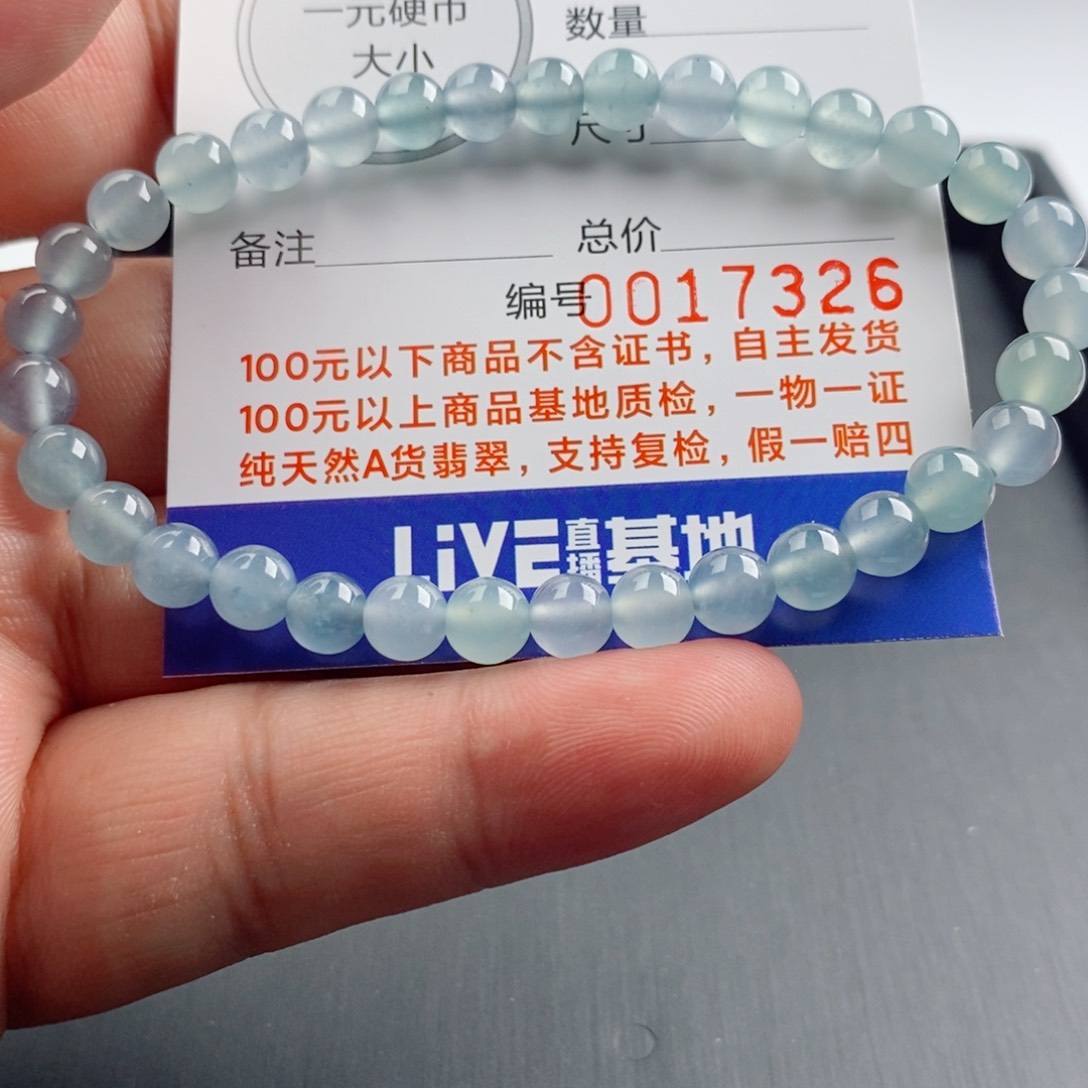 一元硬币
大小
数量
尺寸
备注
总价
编号0017326
100元以下商品不含证书，自主发货
100元以上商品基地质检，一物一证
纯天然A货翡翠，支持复检，假一赔四
LiVE直播基地